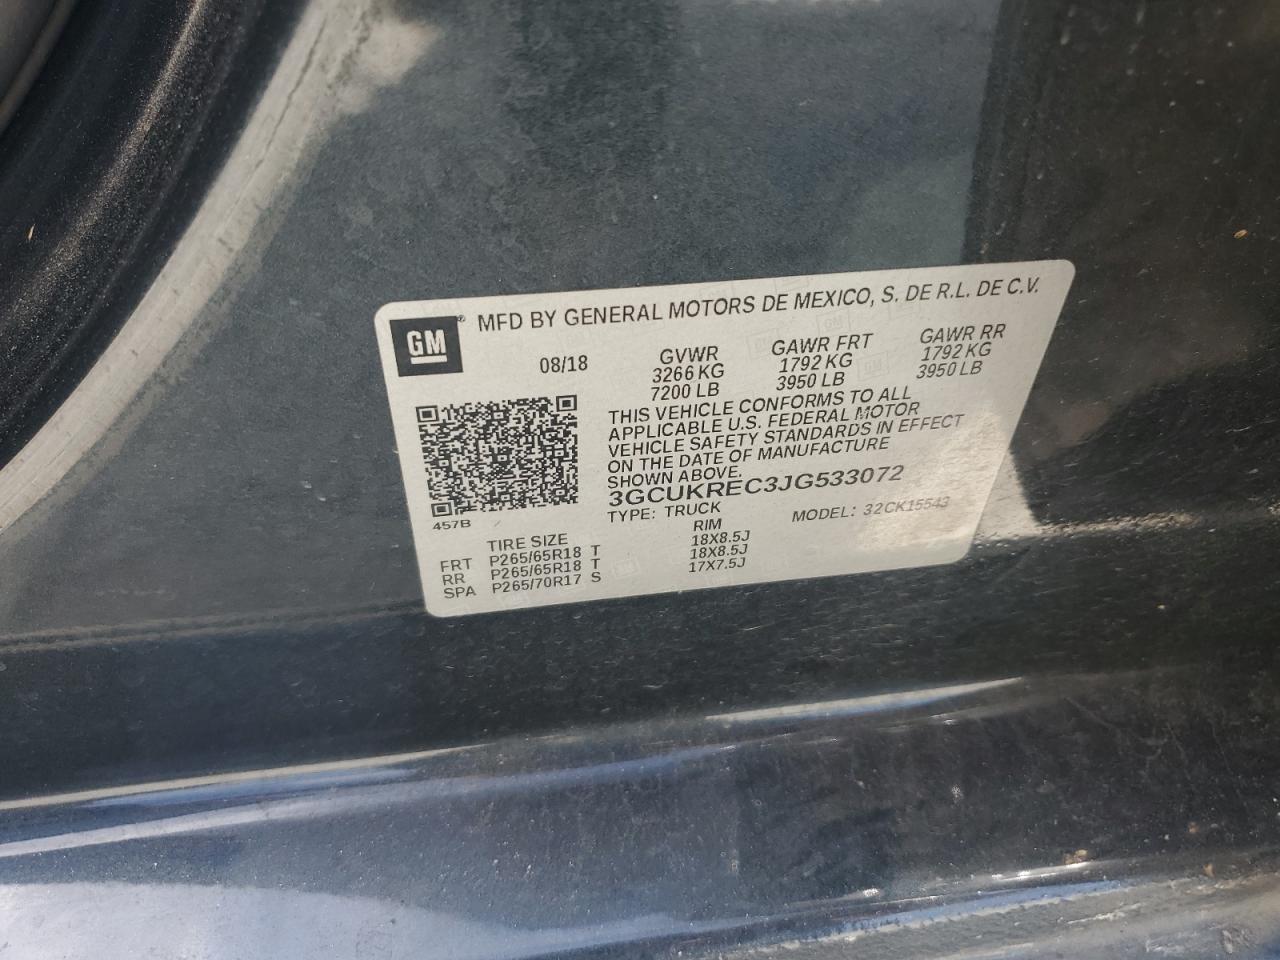 GM
MFD BY GENERAL MOTORS DE MEXICO, S. DE R.L. DE C.V.
08/18 GVWR GAWR FRT GAWR RR
3266 KG 1792 KG 1792 KG
7200 LB 3950 LB 3950 LB
THIS VEHICLE CONFORMS TO ALL
APPLICABLE U.S. FEDERAL MOTOR
VEHICLE SAFETY STANDARDS IN EFFECT
ON THE DATE OF MANUFACTURE
SHOWN ABOVE.
3GCUKREC3JG533072
TYPE: TRUCK MODEL: 32CK15543
457B
TIRE SIZE RIM
FRT P265/65R18 T 18X8.5J
RR P265/65R18 T 18X8.5J
SPA P265/70R17 S 17X7.5J